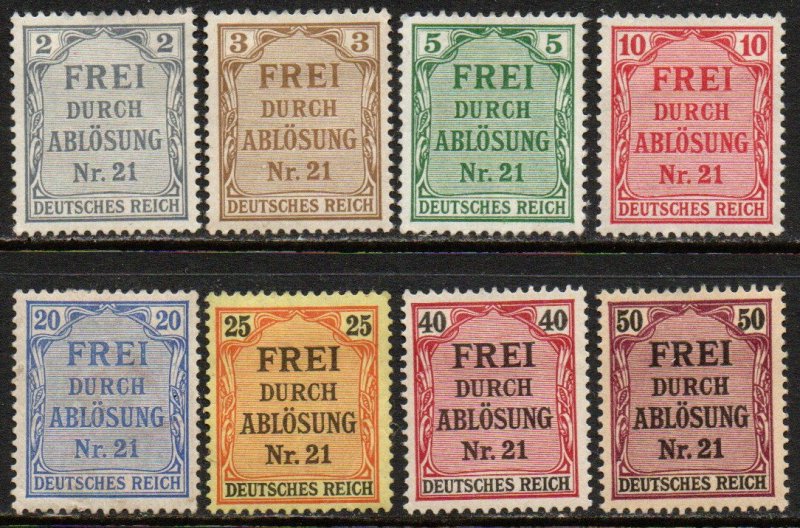 2 2
FREI
DURCH
ABLÖSUNG
Nr. 21
DEUTSCHES REICH
3 3
FREI
DURCH
ABLÖSUNG
Nr. 21
DEUTSCHES REICH
5 5
FREI
DURCH
ABLÖSUNG
Nr. 21
DEUTSCHES REICH
10 10
FREI
DURCH
ABLÖSUNG
Nr. 21
DEUTSCHES REICH
20 20
FREI
DURCH
ABLÖSUNG
Nr. 21
DEUTSCHES REICH
25 25
FREI
DURCH
ABLÖSUNG
Nr. 21
DEUTSCHES REICH
40 40
FREI
DURCH
ABLÖSUNG
Nr. 21
DEUTSCHES REICH
50 50
FREI
DURCH
ABLÖSUNG
Nr. 21
DEUTSCHES REICH